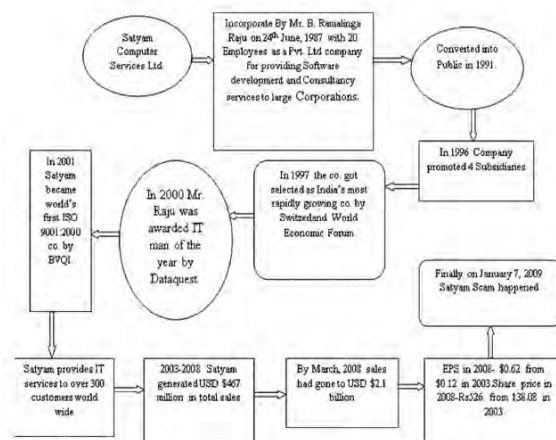 Satyam
Computer
Services Ltd.
Incorporate By Mr. B. Ramalinga
Raju on 24th June, 1987 with 20
Employees as a Pvt. Ltd company
for providing Software
development and Consultancy
services to large Corporations.
Converted into
Public in 1991.
In 1996 Company
promoted 4 Subsidiaries
In 1997 the co. got
selected as India's most
rapidly growing co. by
Switzerland World
Economic Forum
In 2000 Mr.
Raju was
awarded IT
man of the
year by
Dataquest
In 2001
Satyam
became
world's
first ISO
9001:2000
co. by
BVQI.
Satyam provides IT
services to over 300
customers world
wide
2003-2008 Satyam
generated USD $467
million in total sales
By March, 2008 sales
had gone to USD $2.1
billion
EPS in 2008- $0.62 from
$0.12 in 2003.Share price in
2008-Rs526. from 138.08 in
2003
Finally on January 7, 2009
Satyam Scam happened